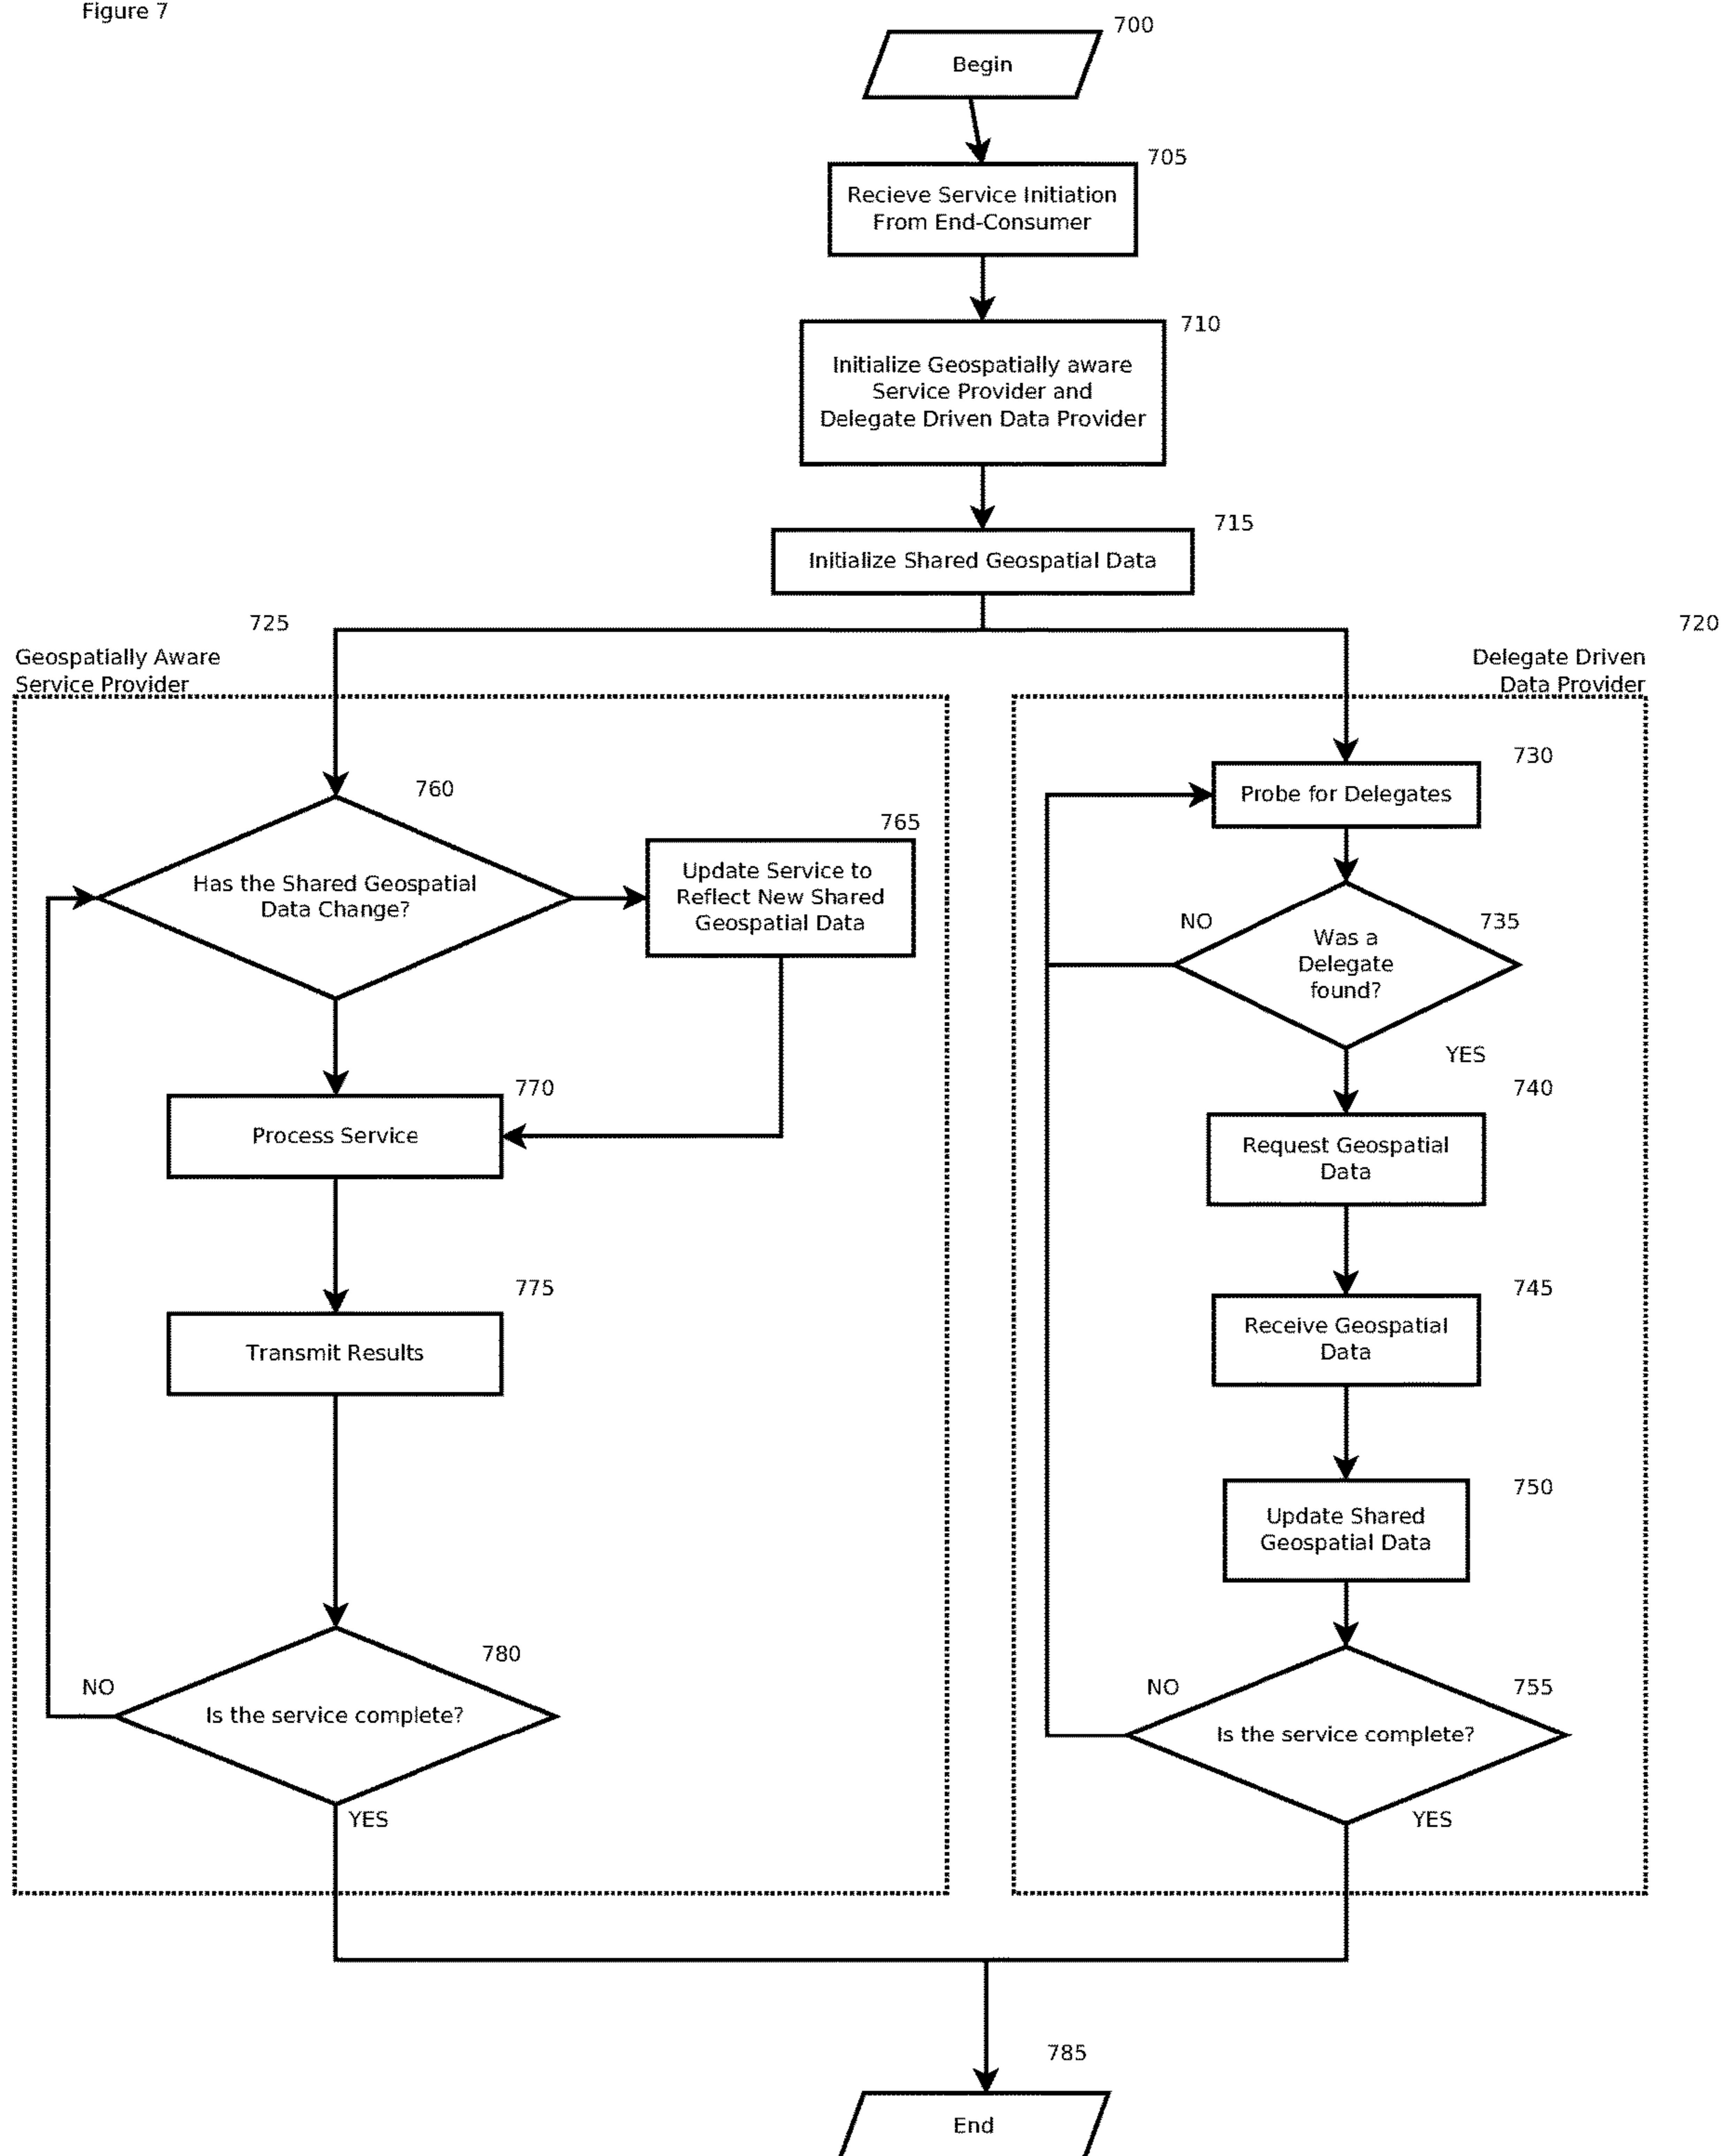 Figure 7
700
Begin
705
Recieve Service Initiation
From End-Consumer
710
Initialize Geospatially aware
Service Provider and
Delegate Driven Data Provider
715
Initialize Shared Geospatial Data
725
720
Geospatially Aware
Service Provider
Delegate Driven
Data Provider
760
Has the Shared Geospatial
Data Change?
765
Update Service to
Reflect New Shared
Geospatial Data
770
Process Service
775
Transmit Results
780
NO
Is the service complete?
YES
730
Probe for Delegates
NO
735
Was a
Delegate
found?
YES
740
Request Geospatial
Data
745
Receive Geospatial
Data
750
Update Shared
Geospatial Data
NO
755
Is the service complete?
YES
785
End